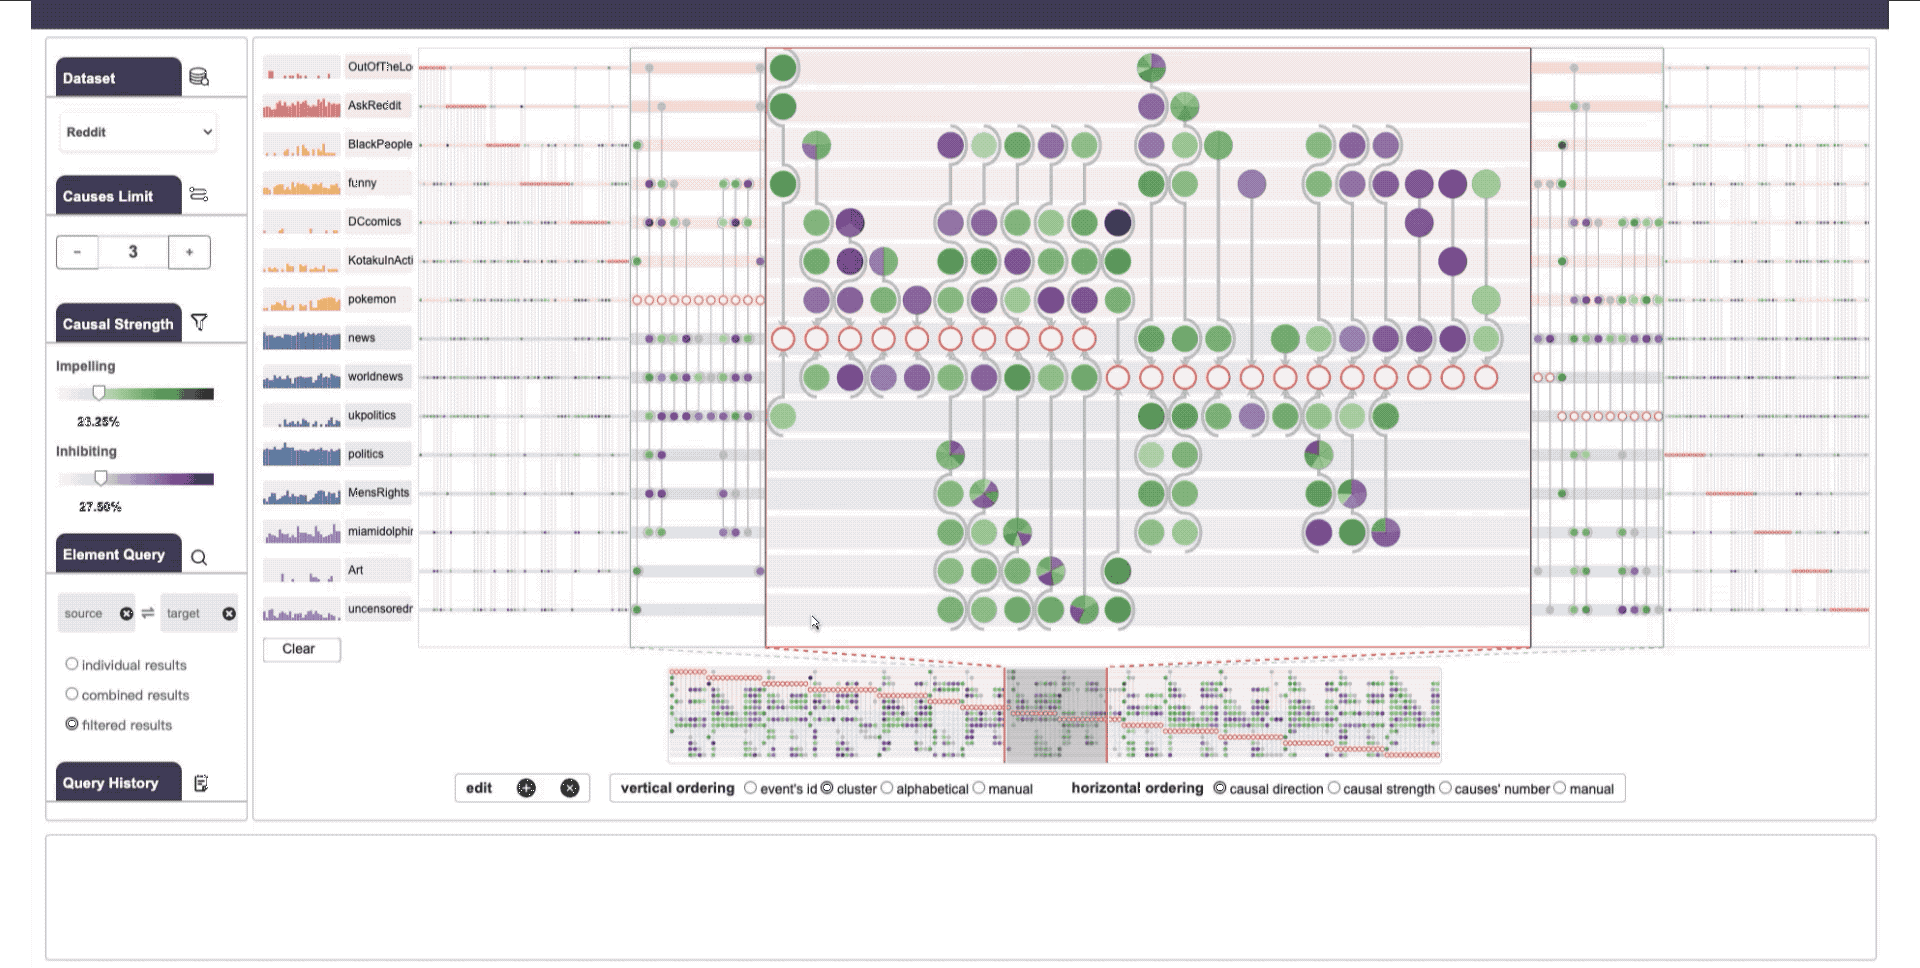 Dataset
Reddit
Causes Limit
- 3 +
Causal Strength
Impelling
23.25%
Inhibiting
27.50%
Element Query
source ⇌ target
individual results
combined results
filtered results
Query History
OutOfTheLo
AskReddit
BlackPeople
funny
DCcomics
KotakuInActi
pokemon
news
worldnews
ukpolitics
politics
MensRights
miamidolphir
Art
uncensoredr
Clear
edit
vertical ordering event's id cluster alphabetical manual
horizontal ordering causal direction causal strength causes' number manual